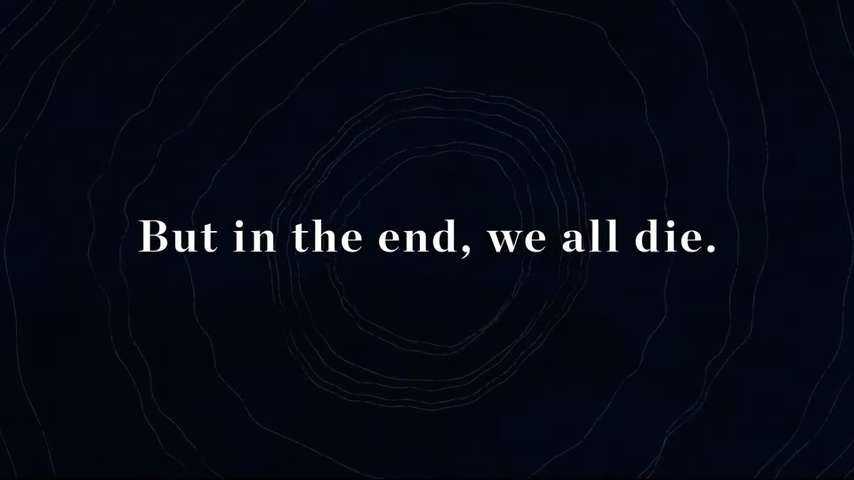 But in the end, we all die.